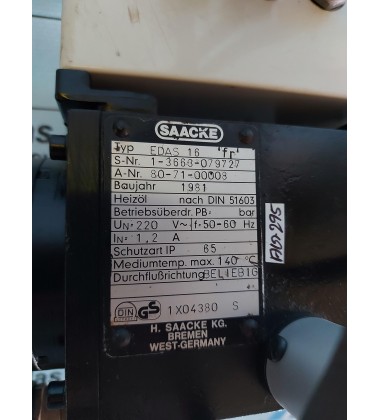 SAACKE
Typ EDAS 16 "fr"
S-Nr. 1-3668-079727
A-Nr. 80-71-00003
Baujahr 1981
Heizöl nach DIN 51603
Betriebsüberdr. PB= bar
UN= 220 V~ f= 50-60 Hz
IN= 1,2 A
Schutzart IP 65
Mediumtemp. max. 140 °C
Durchflußrichtung BELIEBIG
DIN GS 1X04380 S
H. SAACKE KG.
BREMEN
WEST-GERMANY